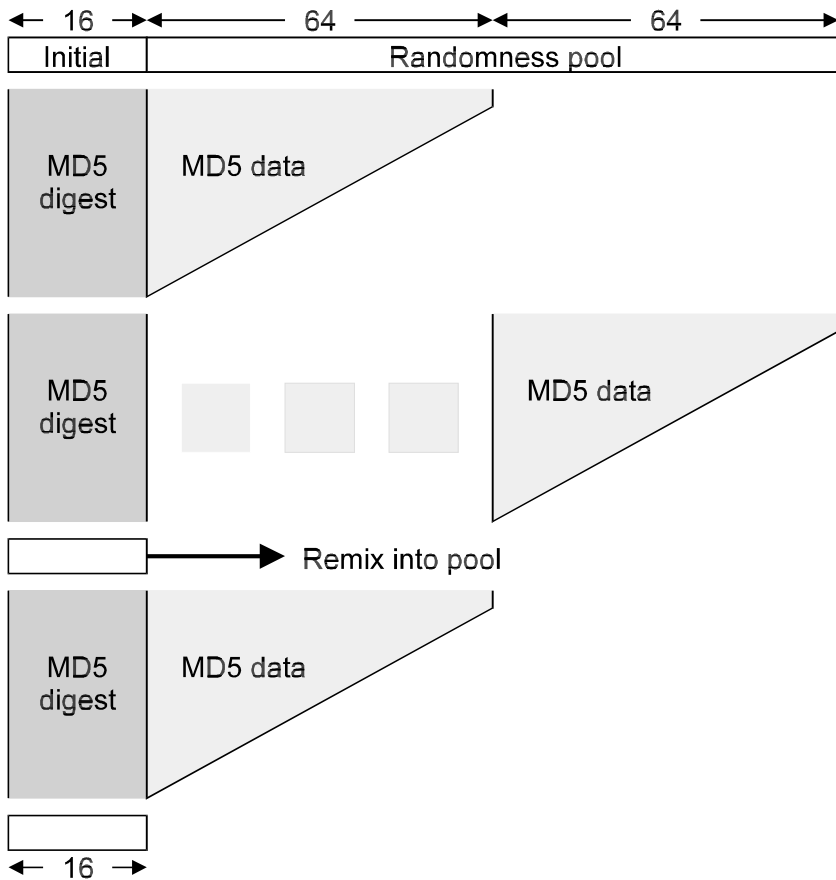 16 64 64
Initial Randomness pool
MD5 MD5 data
digest
MD5 MD5 data
digest
Remix into pool
MD5 MD5 data
digest
16